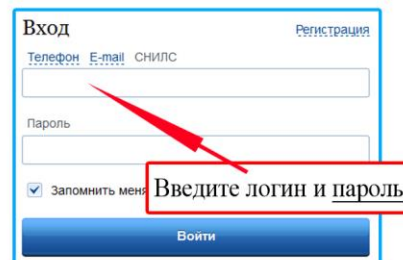 Вход Регистрация
Телефон E-mail СНИЛС
Пароль
Запомнить меня
Введите логин и пароль
Войти